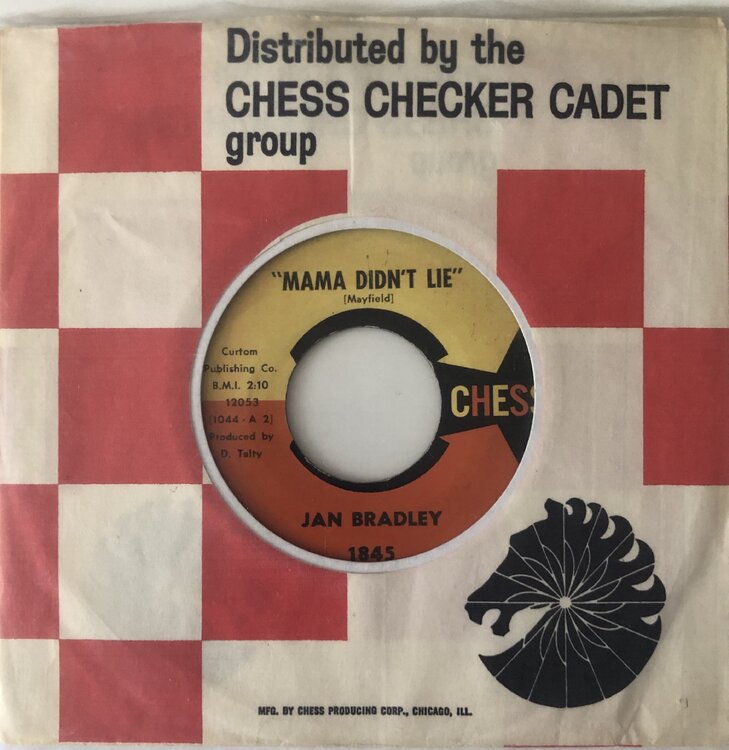 Distributed by the
CHESS CHECKER CADET
group
"MAMA DIDN'T LIE"
[Mayfield]
Curtom
Publishing Co.
B.M.I. 2:10
12053
[1044 - A 2]
Produced by
D. Talty
CHESS
JAN BRADLEY
1845
MFG. BY CHESS PRODUCING CORP., CHICAGO, ILL.